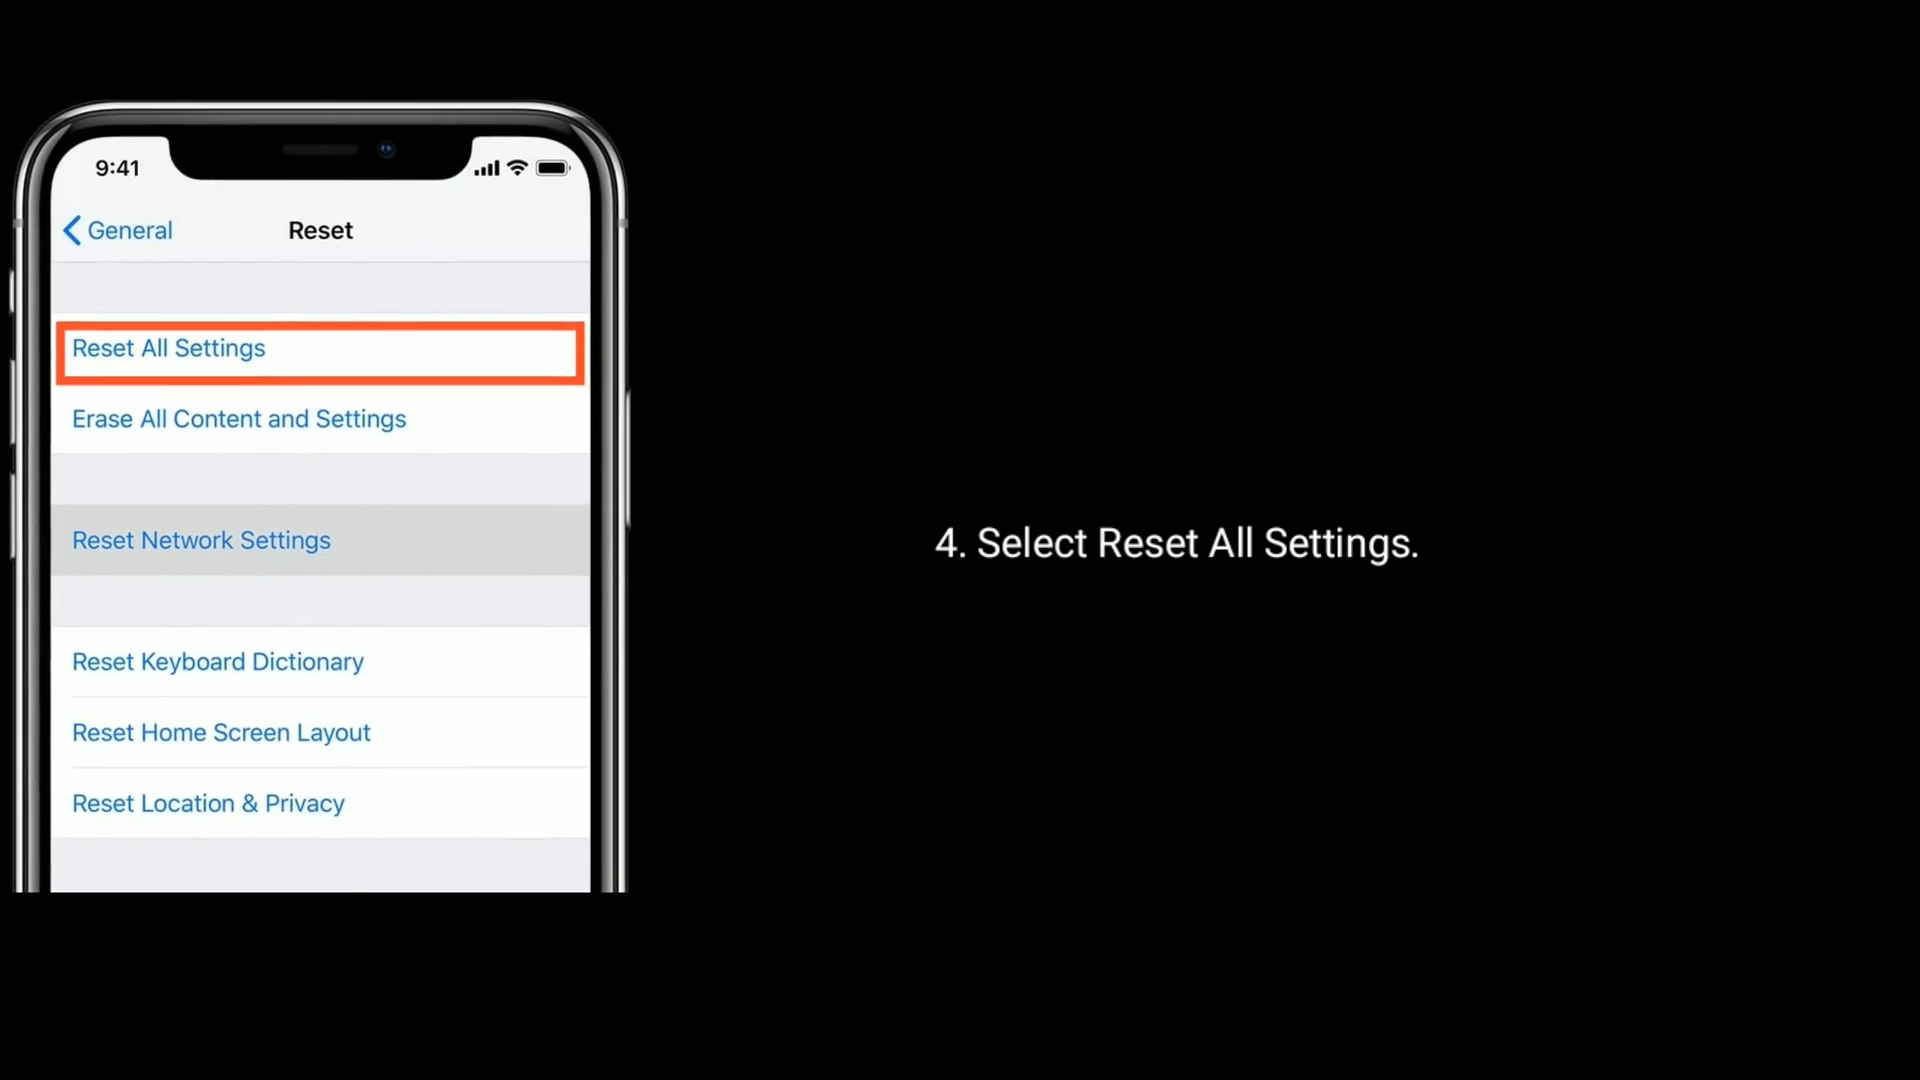 9:41
General
Reset
Reset All Settings
Erase All Content and Settings
Reset Network Settings
Reset Keyboard Dictionary
Reset Home Screen Layout
Reset Location & Privacy
4. Select Reset All Settings.